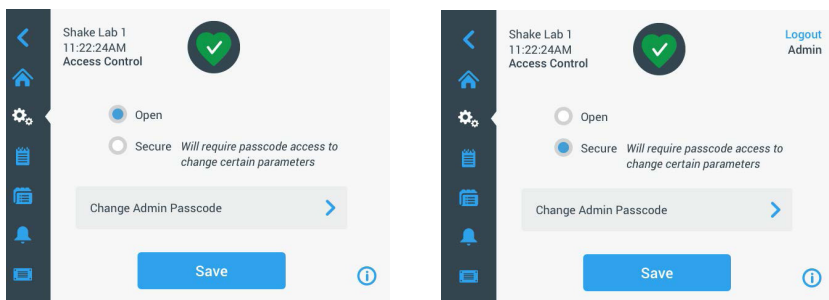 Shake Lab 1
11:22:24AM
Access Control
Open
Secure Will require passcode access to
change certain parameters
Change Admin Passcode
Save
Shake Lab 1
11:22:24AM
Access Control
Logout
Admin
Open
Secure Will require passcode access to
change certain parameters
Change Admin Passcode
Save